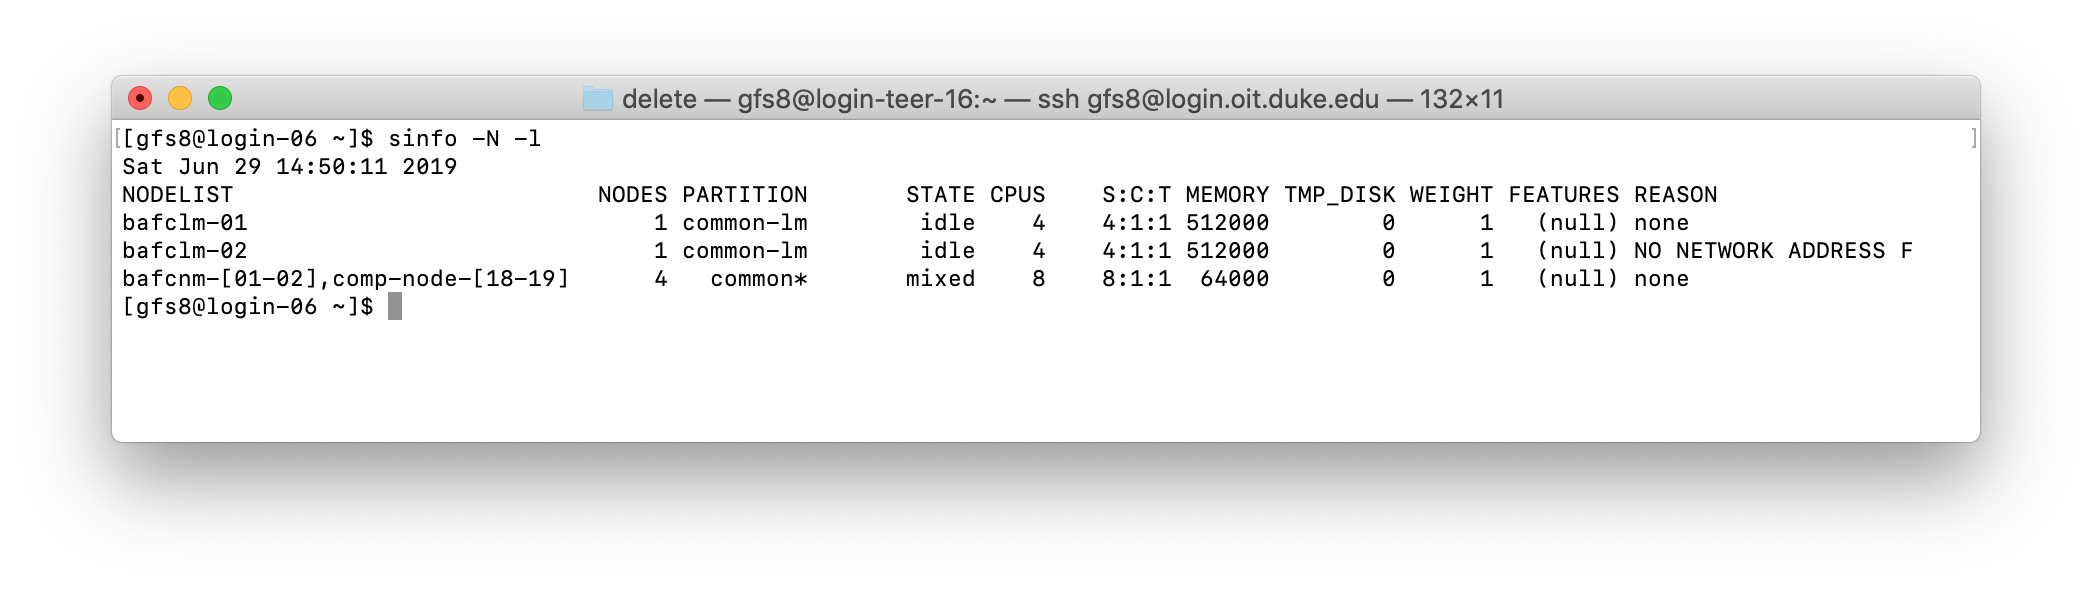 delete — gfs8@login-teer-16:~ — ssh gfs8@login.oit.duke.edu — 132×11
[[gfs8@login-06 ~]$ sinfo -N -l ]
Sat Jun 29 14:50:11 2019
NODELIST NODES PARTITION STATE CPUS S:C:T MEMORY TMP_DISK WEIGHT FEATURES REASON
bafclm-01 1 common-lm idle 4 4:1:1 512000 0 1 (null) none
bafclm-02 1 common-lm idle 4 4:1:1 512000 0 1 (null) NO NETWORK ADDRESS F
bafcnm-[01-02],comp-node-[18-19] 4 common* mixed 8 8:1:1 64000 0 1 (null) none
[gfs8@login-06 ~]$